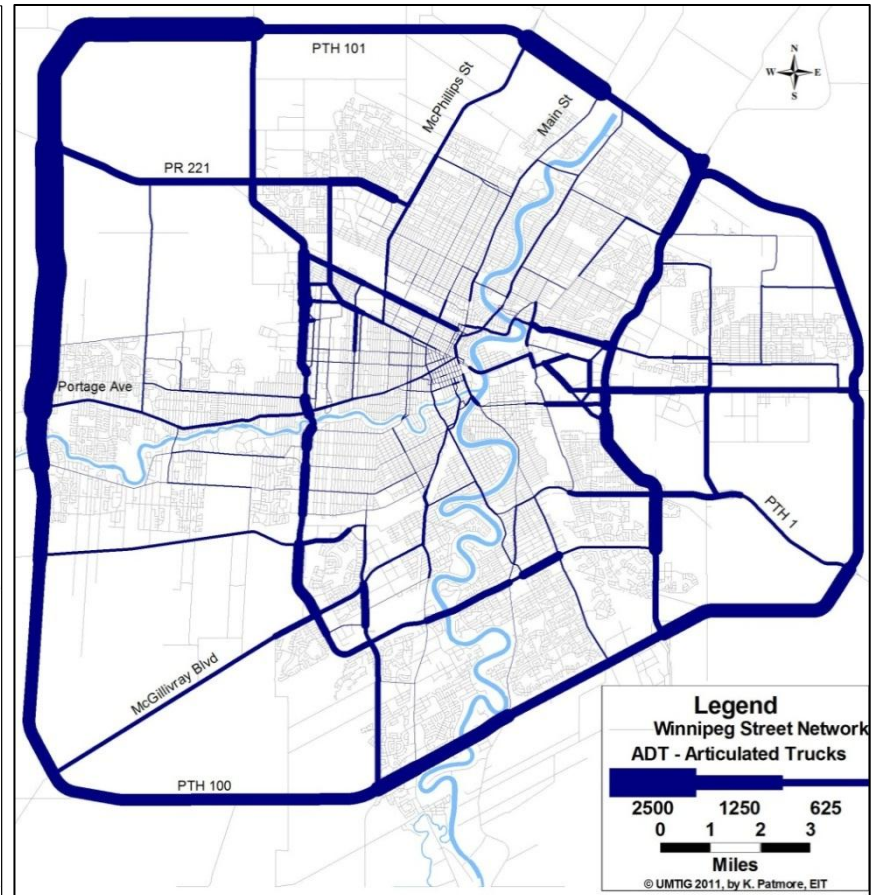 PTH 101
McPhillips St
Main St
N
W E
S
PR 221
Portage Ave
PTH 1
McGillivray Blvd
PTH 100
Legend
Winnipeg Street Network
ADT - Articulated Trucks
2500 1250 625
0 1 2 3
Miles
© UMTIG 2011, by K. Patmore, EIT